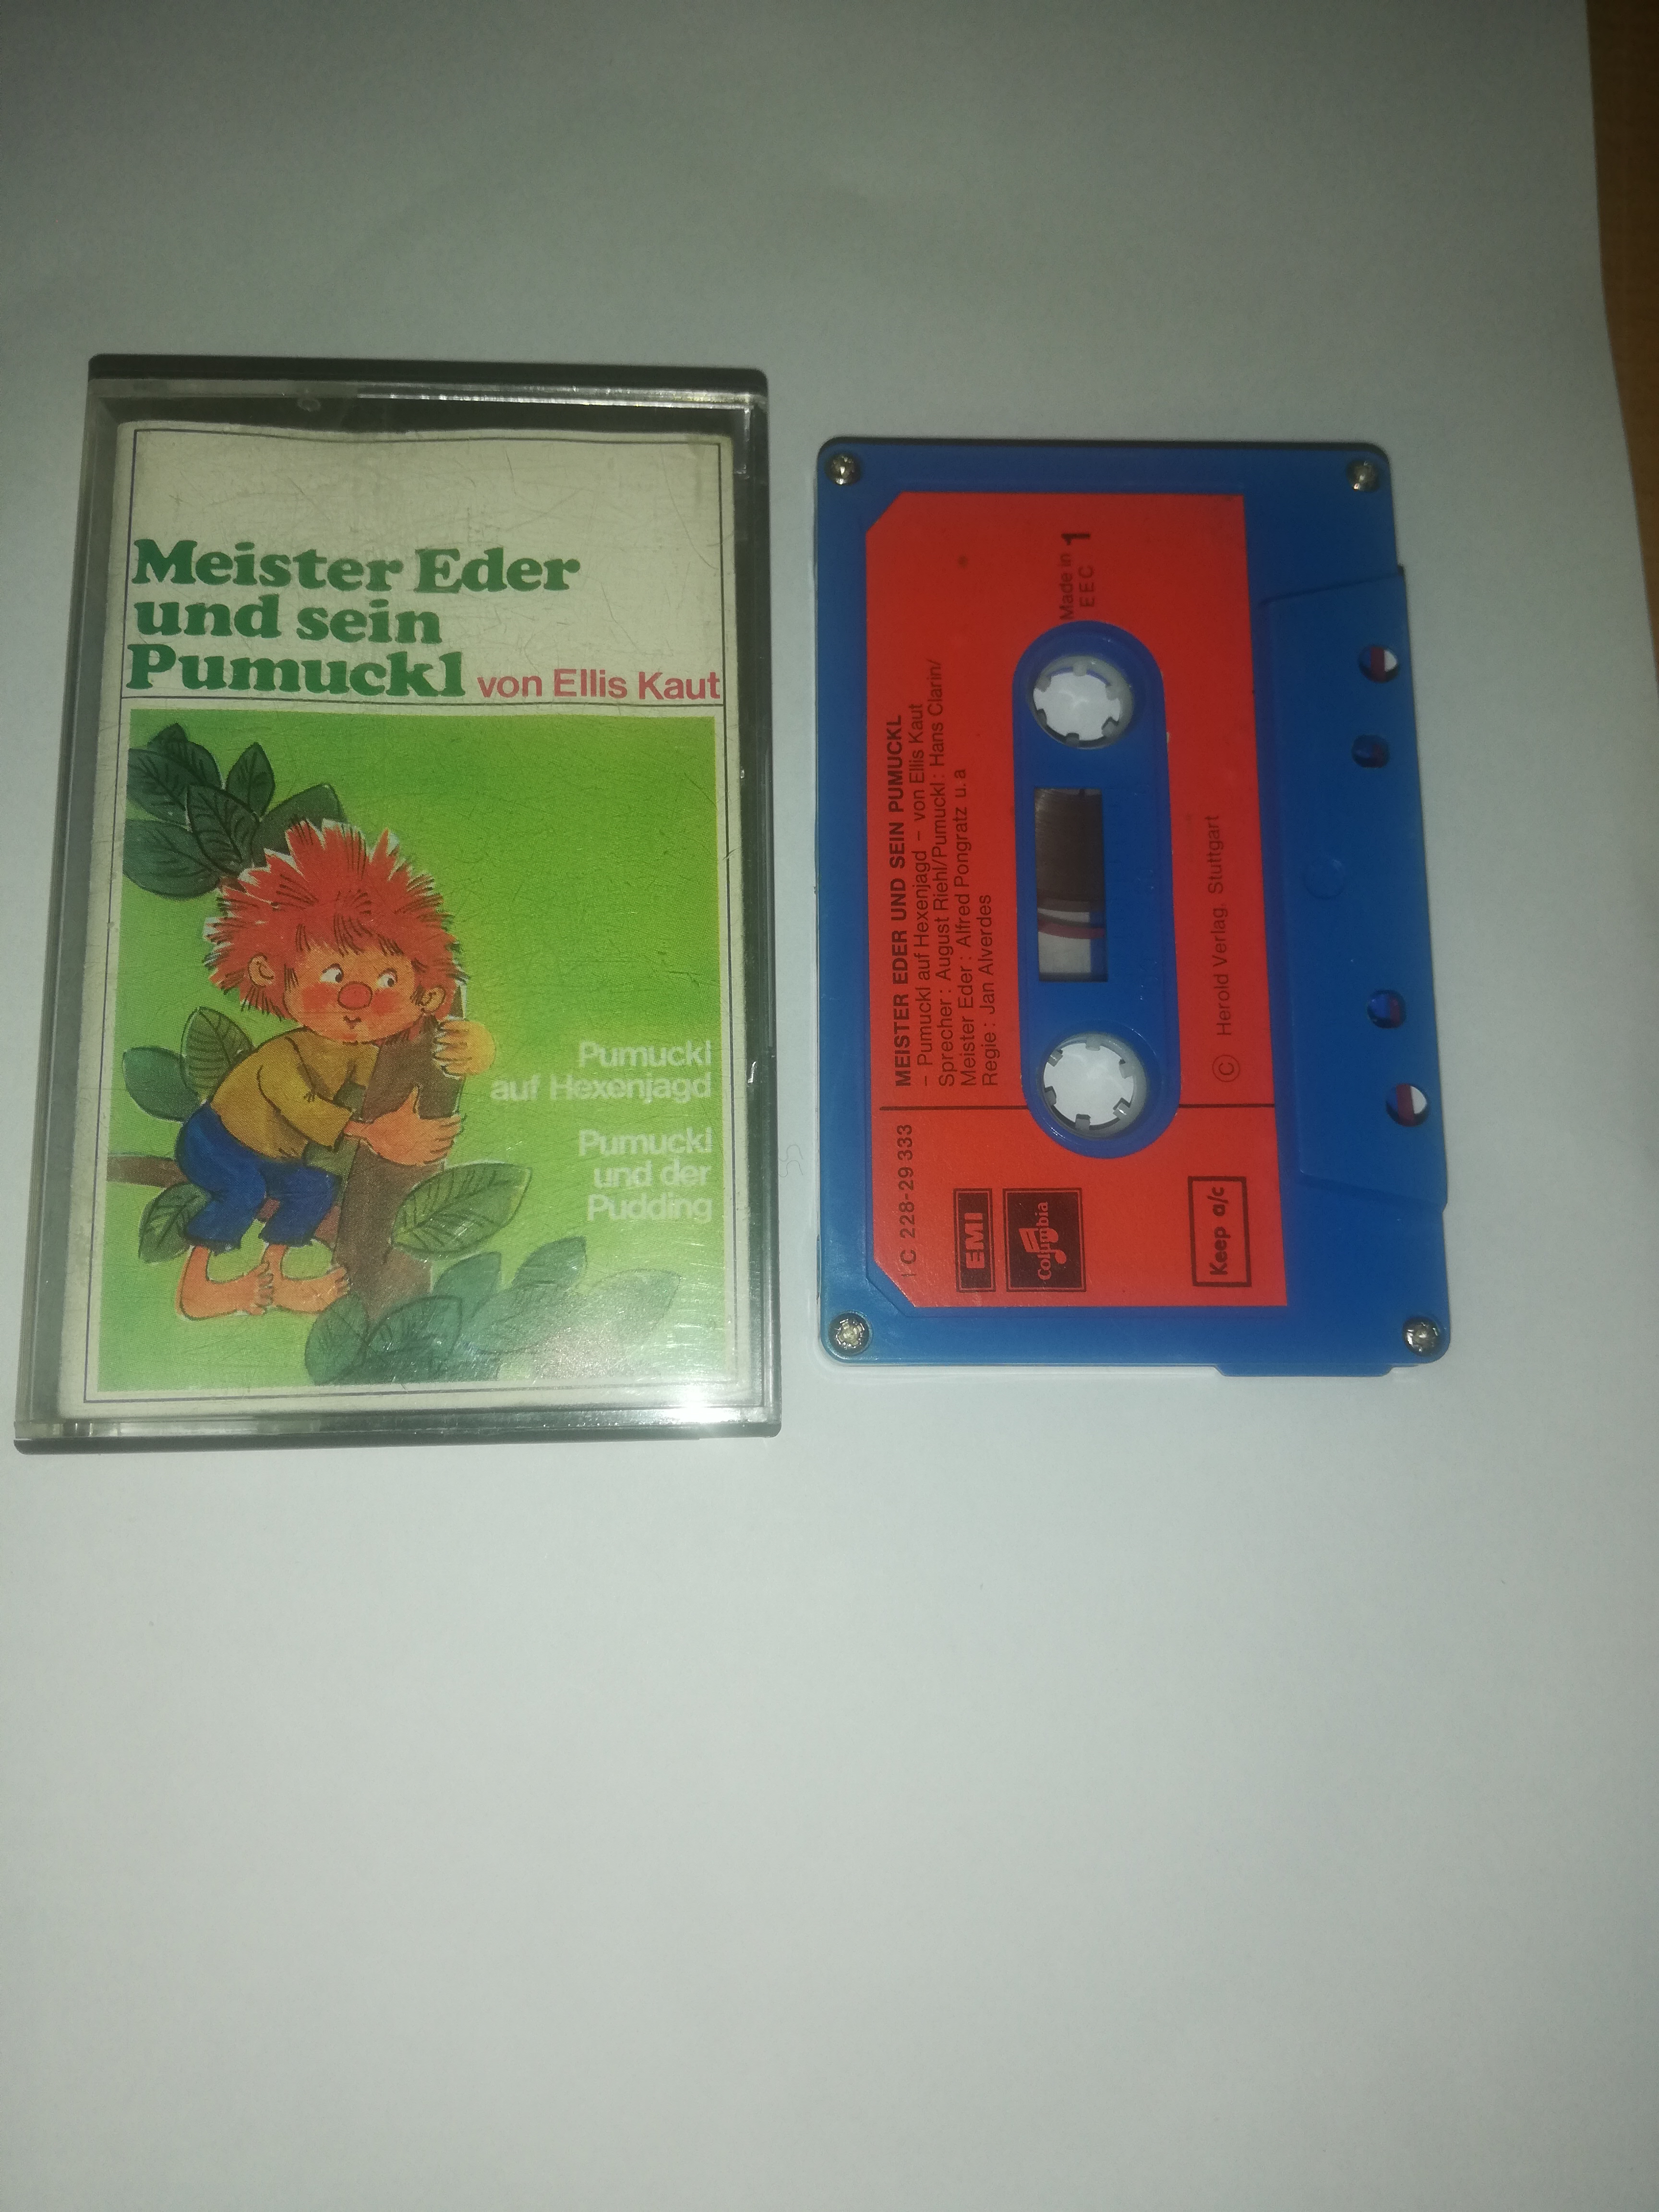 Meister Eder
und sein
Pumuckl von Ellis Kaut
Pumuckl
auf Hexenjagd
Pumuckl
und der
Pudding
1 C 228-29 333
MEISTER EDER UND SEIN PUMUCKL
– Pumuckl auf Hexenjagd – von Ellis Kaut
Sprecher: August Riehl/Pumuckl: Hans Clarin/
Meister Eder: Alfred Pongratz u. a
Regie: Jan Alverdes
EMI
Columbia
Made in
EEC
1
Keep a/c
© Herold Verlag, Stuttgart